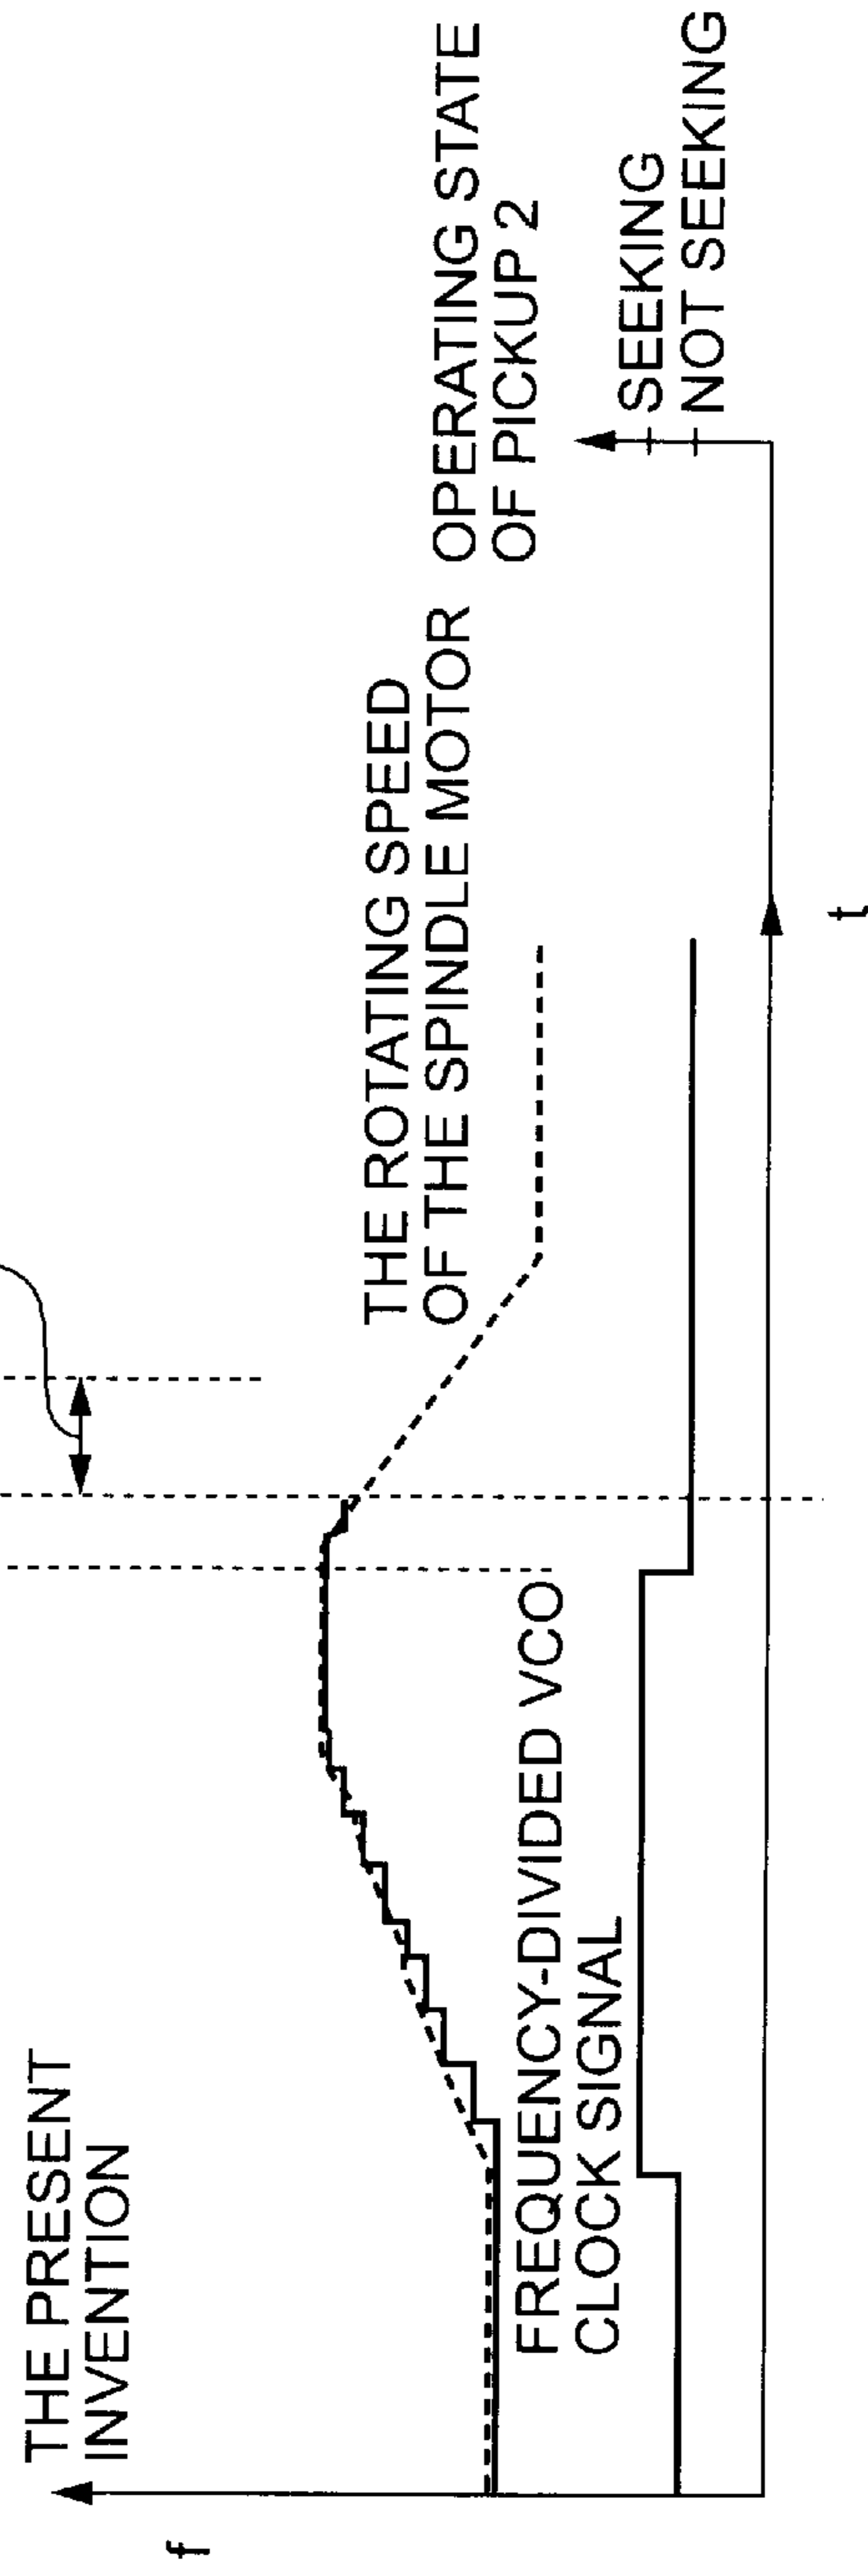 THE PRESENT
INVENTION
f
THE ROTATING SPEED
OF THE SPINDLE MOTOR
OPERATING STATE
OF PICKUP 2
FREQUENCY-DIVIDED VCO
CLOCK SIGNAL
SEEKING
NOT SEEKING
t